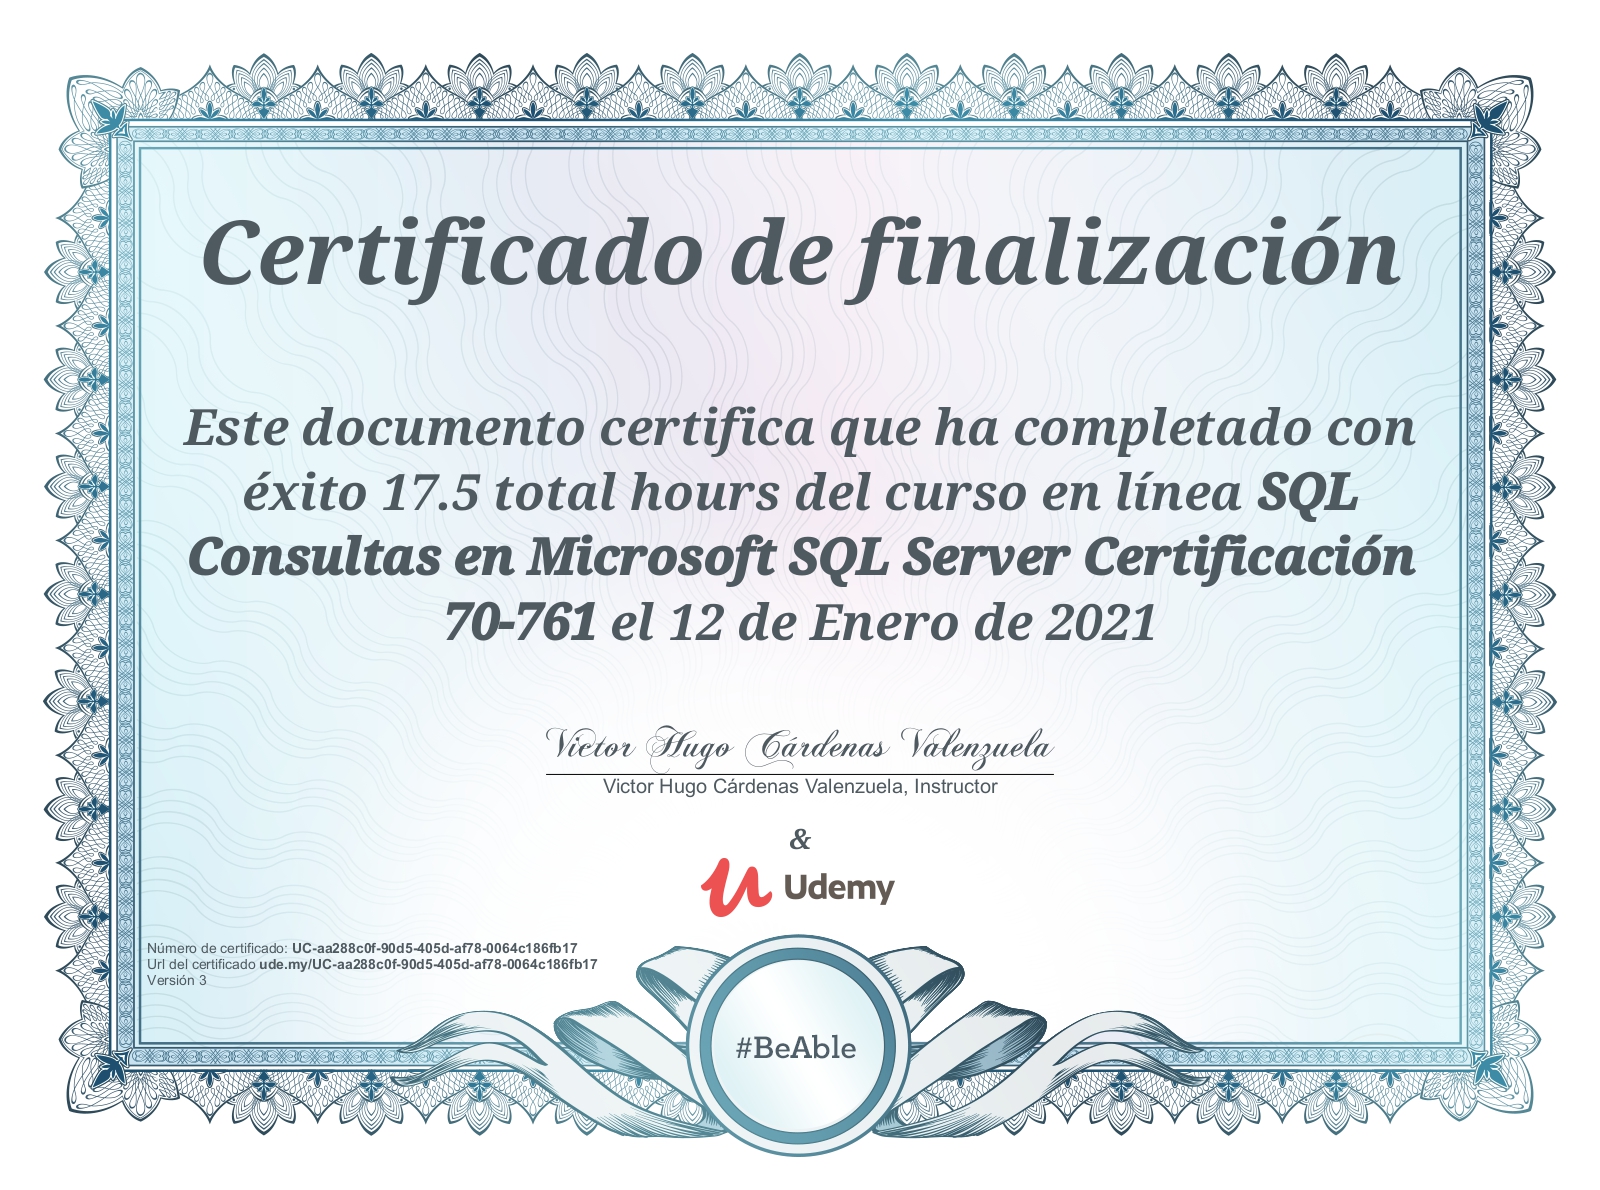 Certificado de finalización
Este documento certifica que ha completado con
éxito 17.5 total hours del curso en línea SQL
Consultas en Microsoft SQL Server Certificación
70-761 el 12 de Enero de 2021
Victor Hugo Cárdenas Valenzuela
Victor Hugo Cárdenas Valenzuela, Instructor
&
Udemy
Número de certificado: UC-aa288c0f-90d5-405d-af78-0064c186fb17
Url del certificado ude.my/UC-aa288c0f-90d5-405d-af78-0064c186fb17
Versión 3
#BeAble